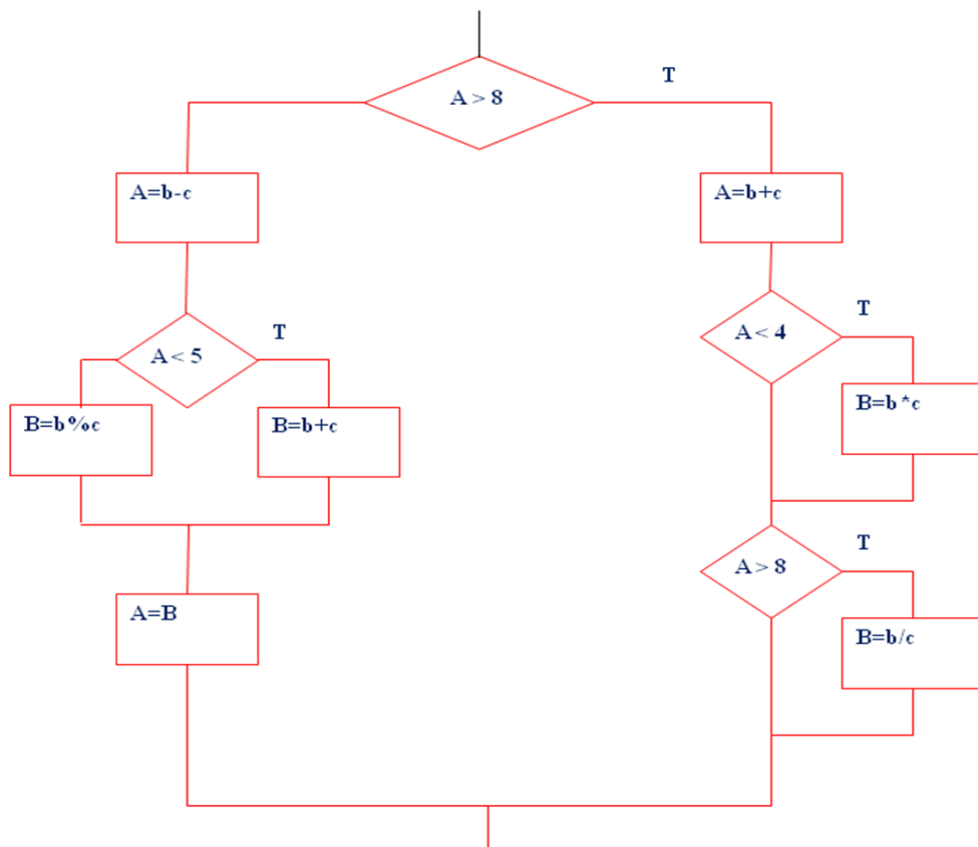 T
A > 8
A=b-c
A=b+c
T
A < 5
T
A < 4
B=b%c
B=b+c
B=b*c
T
A > 8
A=B
B=b/c